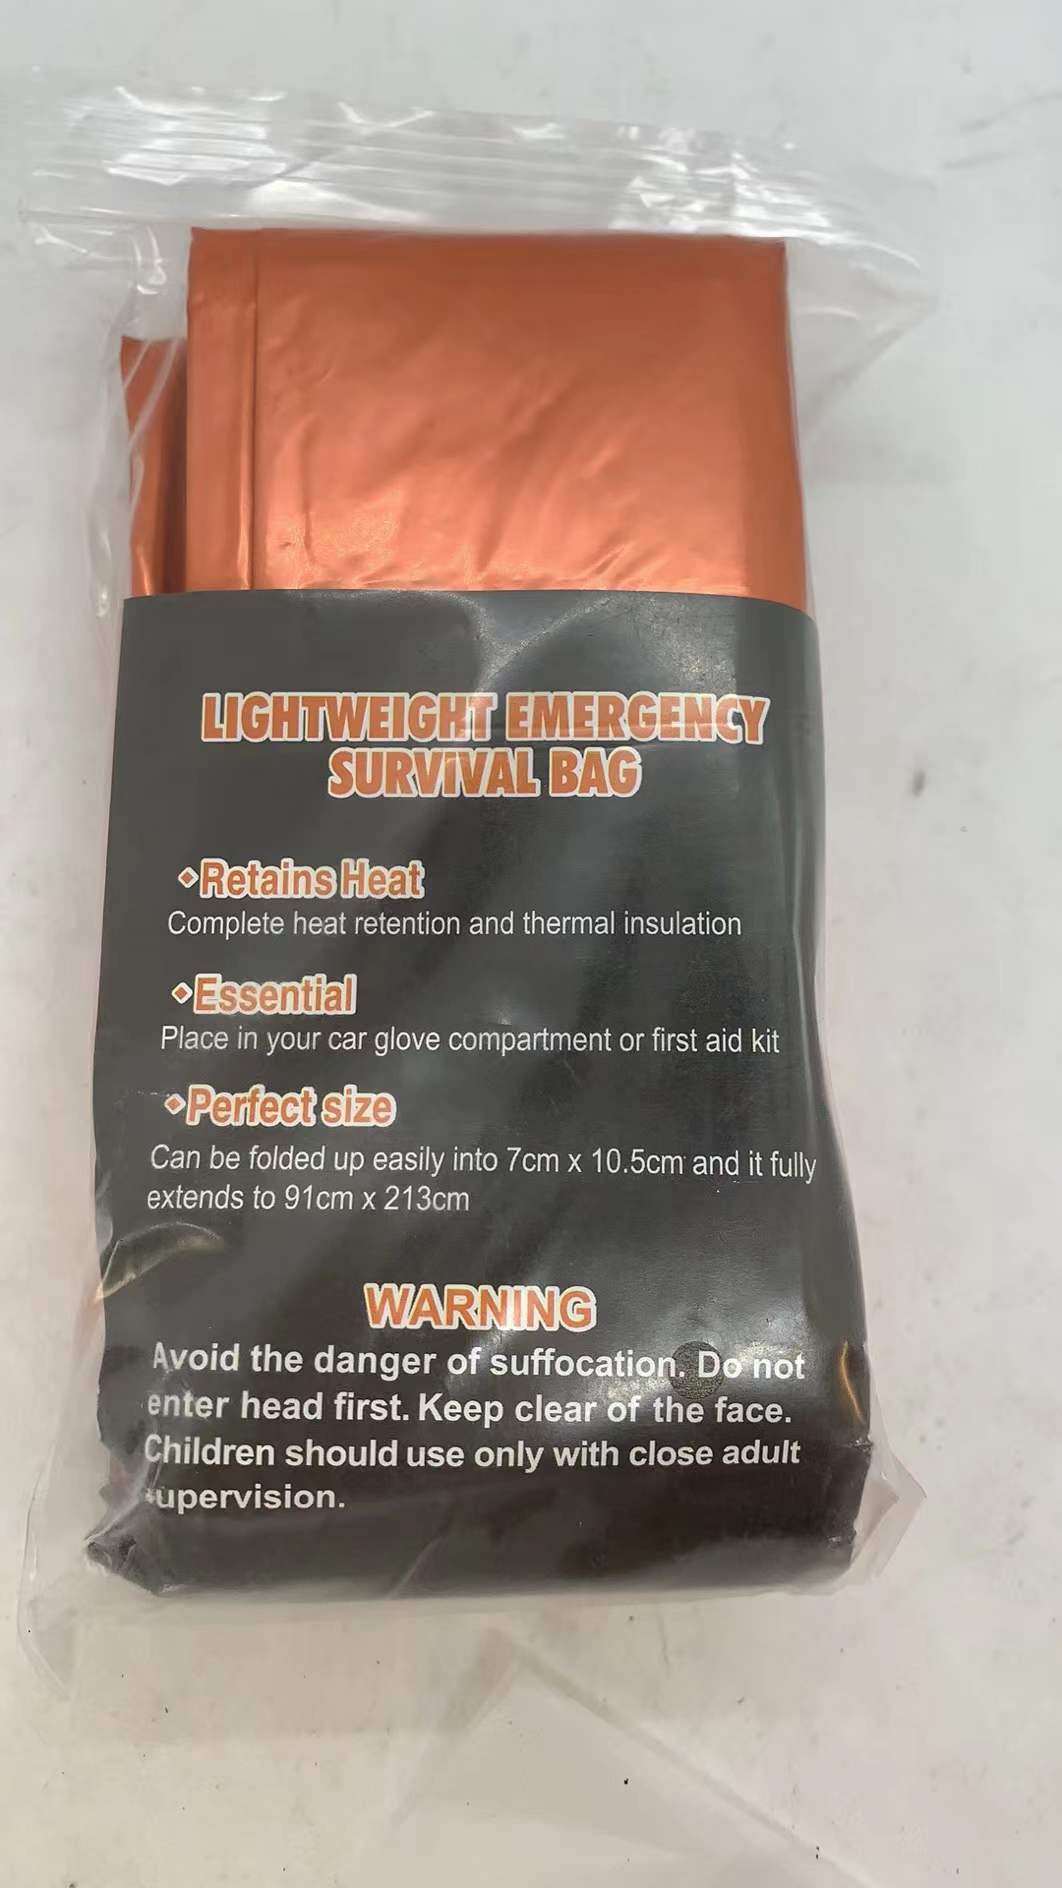 LIGHTWEIGHT EMERGENCY
SURVIVAL BAG
Retains Heat
Complete heat retention and thermal insulation
Essential
Place in your car glove compartment or first aid kit
Perfect size
Can be folded up easily into 7cm x 10.5cm and it fully
extends to 91cm x 213cm
WARNING
Avoid the danger of suffocation. Do not
enter head first. Keep clear of the face.
Children should use only with close adult
supervision.